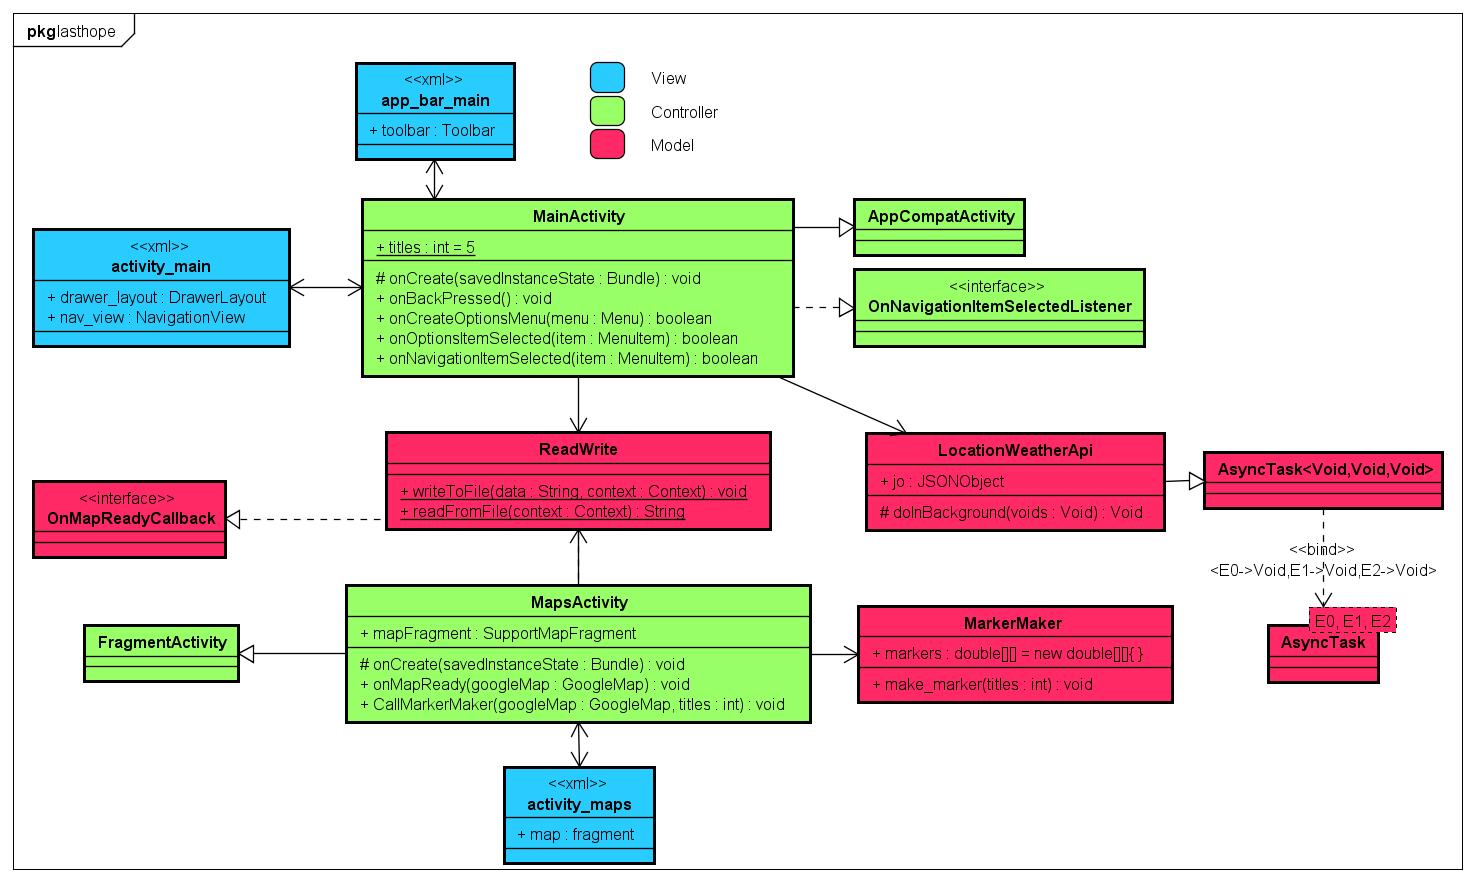 pkg lasthope
<<xml>>
app_bar_main
+ toolbar : Toolbar
View
Controller
Model
<<xml>>
activity_main
+ drawer_layout : DrawerLayout
+ nav_view : NavigationView
MainActivity
+ titles : int = 5
# onCreate(savedInstanceState : Bundle) : void
+ onBackPressed() : void
+ onCreateOptionsMenu(menu : Menu) : boolean
+ onOptionsItemSelected(item : MenuItem) : boolean
+ onNavigationItemSelected(item : MenuItem) : boolean
AppCompatActivity
<<interface>>
OnNavigationItemSelectedListener
<<interface>>
OnMapReadyCallback
ReadWrite
+ writeToFile(data : String, context : Context) : void
+ readFromFile(context : Context) : String
LocationWeatherApi
+ jo : JSONObject
# doInBackground(voids : Void) : Void
AsyncTask<Void,Void,Void>
<<bind>>
<E0->Void,E1->Void,E2->Void>
E0, E1, E2
AsyncTask
FragmentActivity
MapsActivity
+ mapFragment : SupportMapFragment
# onCreate(savedInstanceState : Bundle) : void
+ onMapReady(googleMap : GoogleMap) : void
+ CallMarkerMaker(googleMap : GoogleMap, titles : int) : void
MarkerMaker
+ markers : double[][] = new double[][]{ }
+ make_marker(titles : int) : void
<<xml>>
activity_maps
+ map : fragment